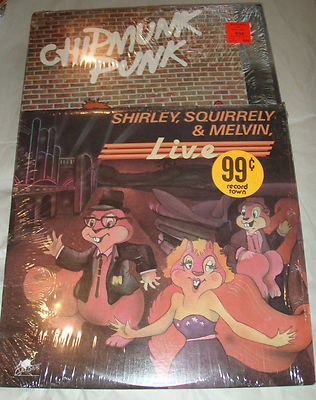 CHIPMUNK
PUNK
SHIRLEY, SQUIRRELY
& MELVIN,
Live
99¢
record
town